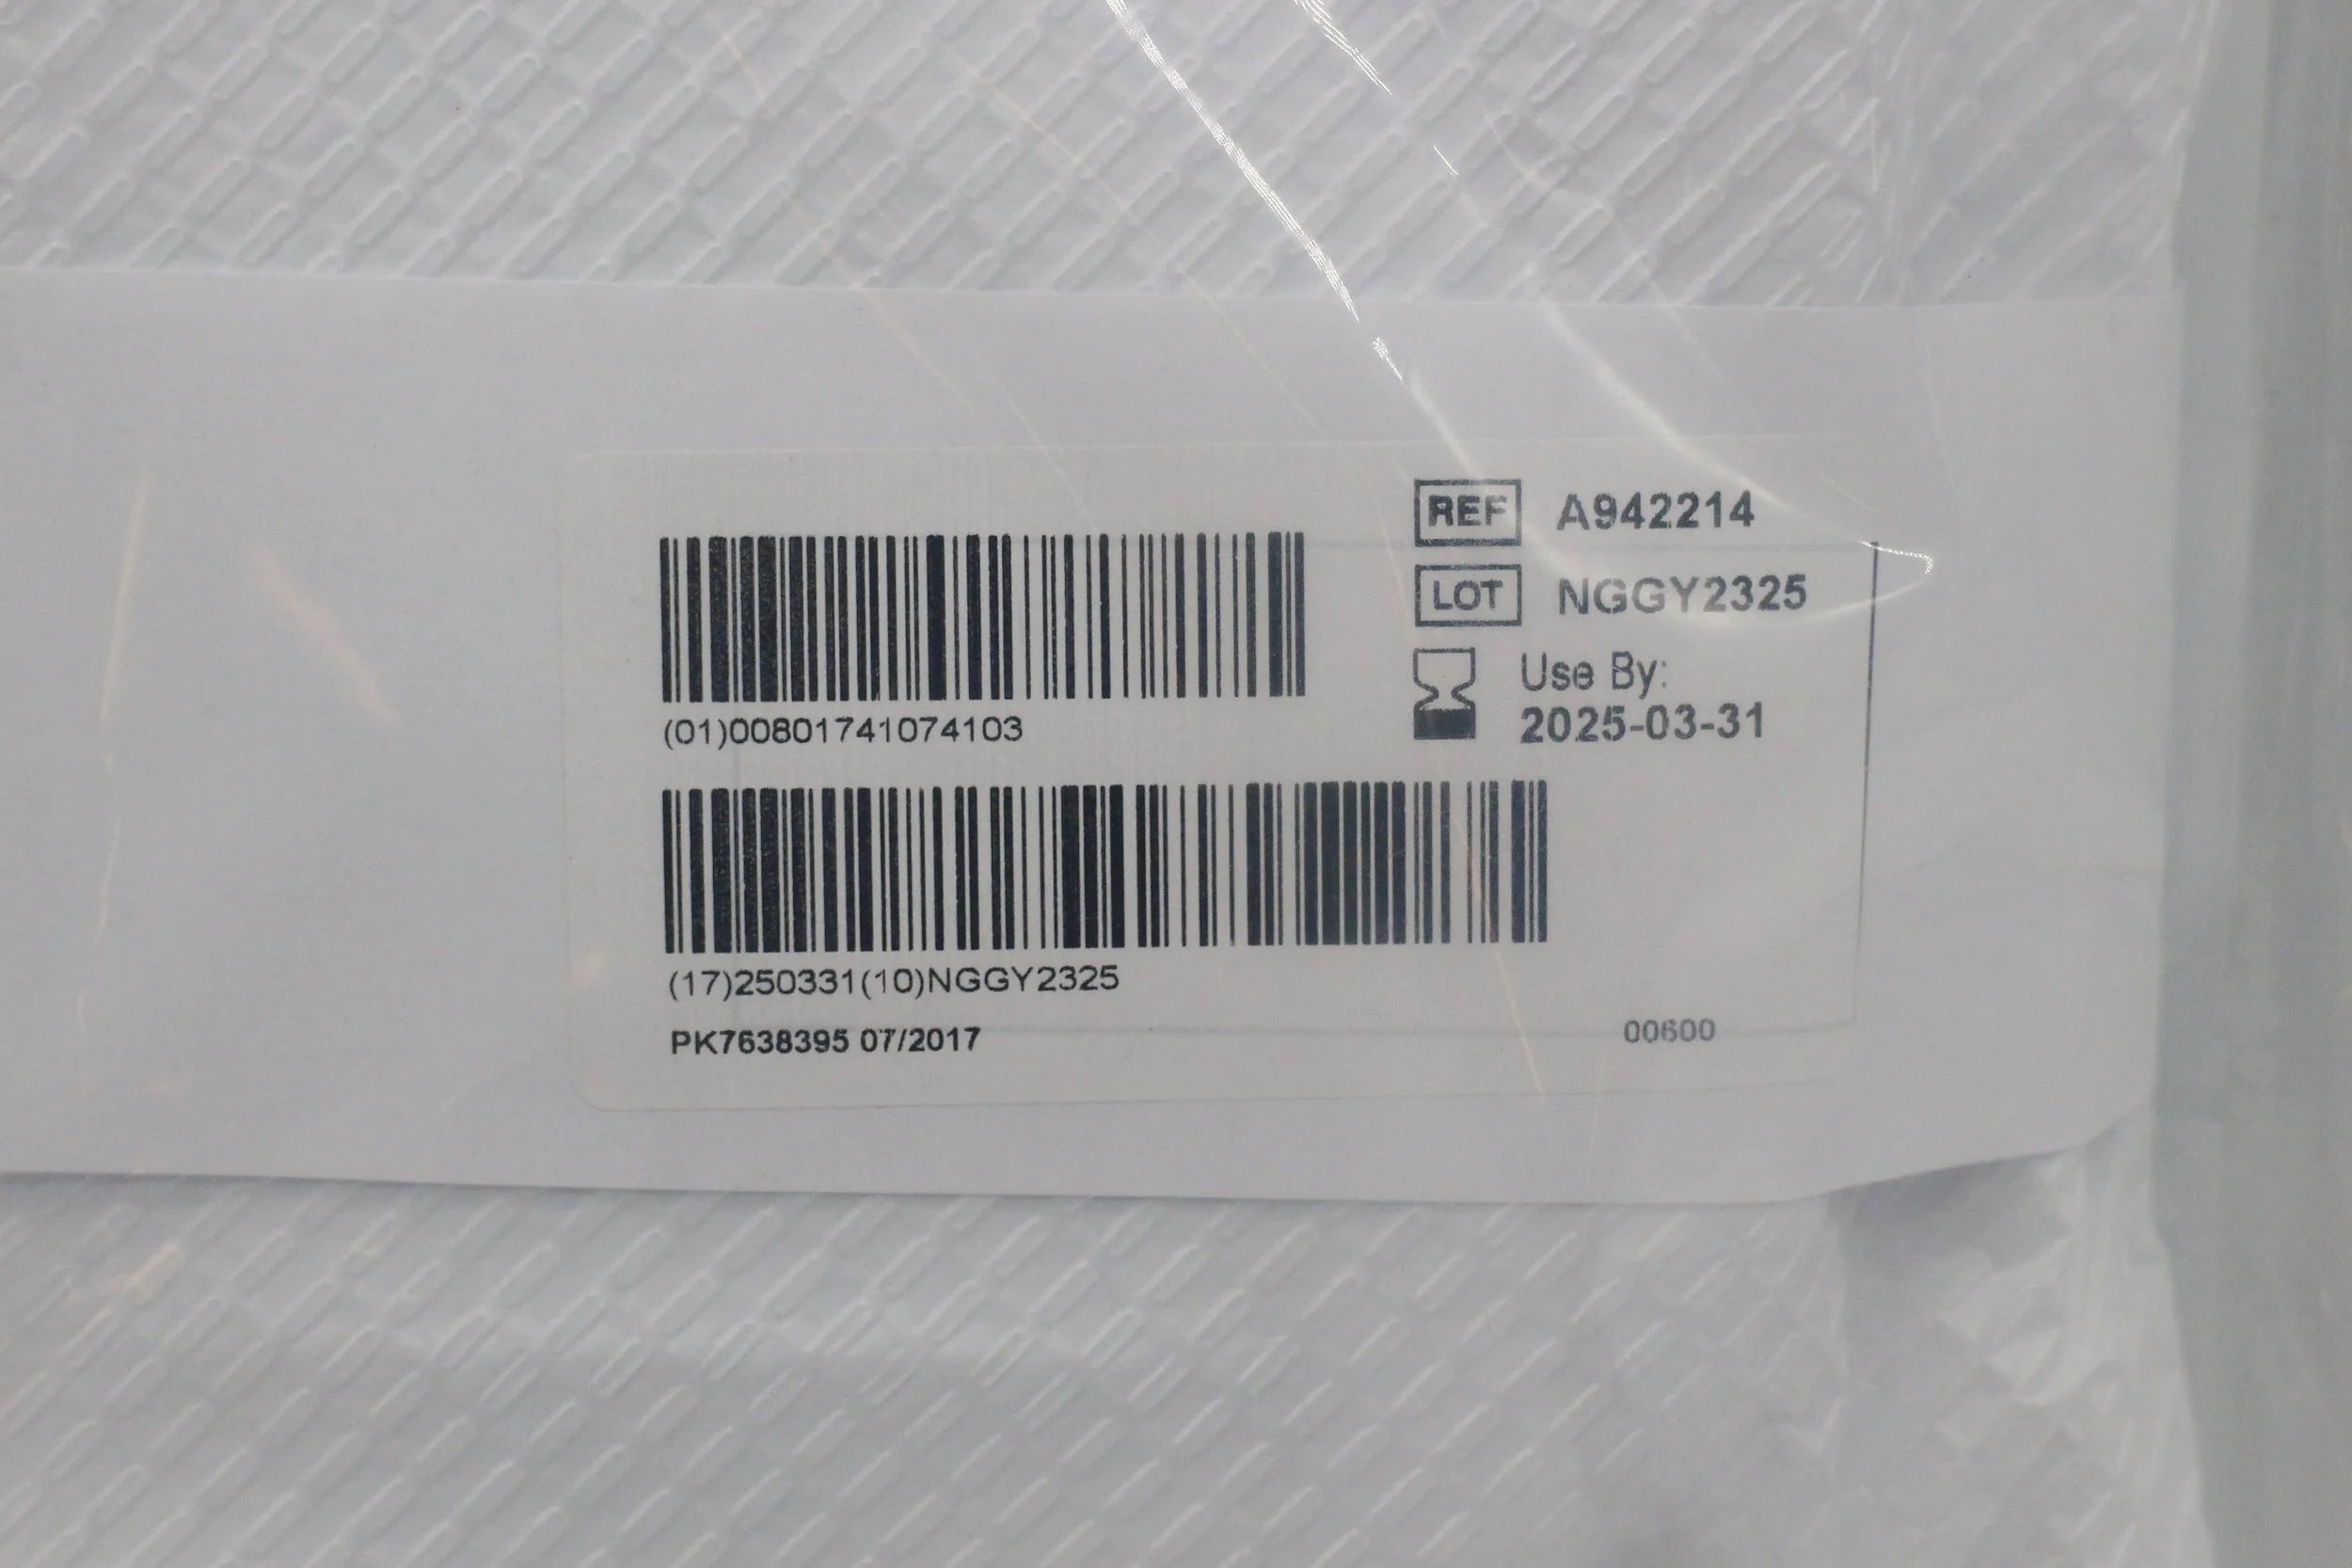 REF A942214
LOT NGGY2325
Use By:
2025-03-31
(01)00801741074103
(17)250331(10)NGGY2325
PK7638395 07/2017
00600